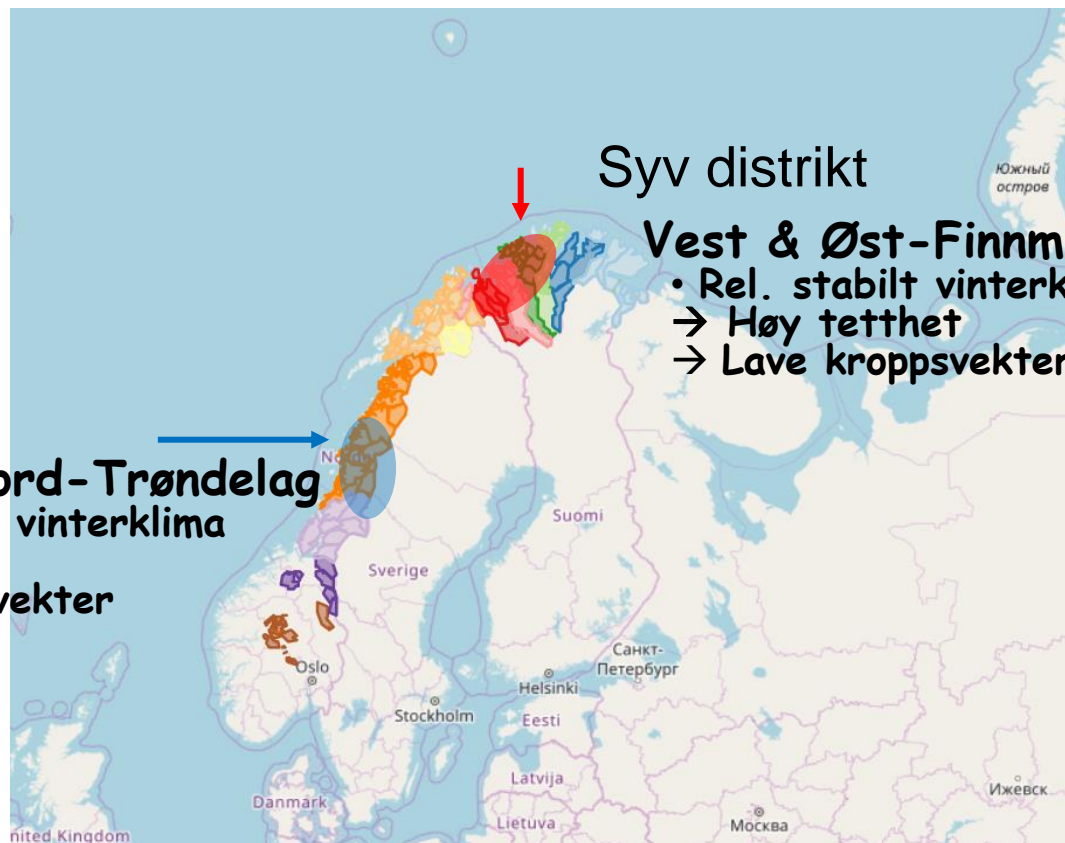 Syv distrikt
Южный
остров
Vest & Øst-Finnm
• Rel. stabilt vinterk
→ Høy tetthet
→ Lave kroppsvekter
Norge
ord-Trøndelag
vinterklima
vekter
Suomi
Sverige
Oslo
Санкт-
Петербург
Helsinki
Stockholm
Eesti
Latvija
Danmark
Lietuva
Москва
Ижевск
nited Kingdom